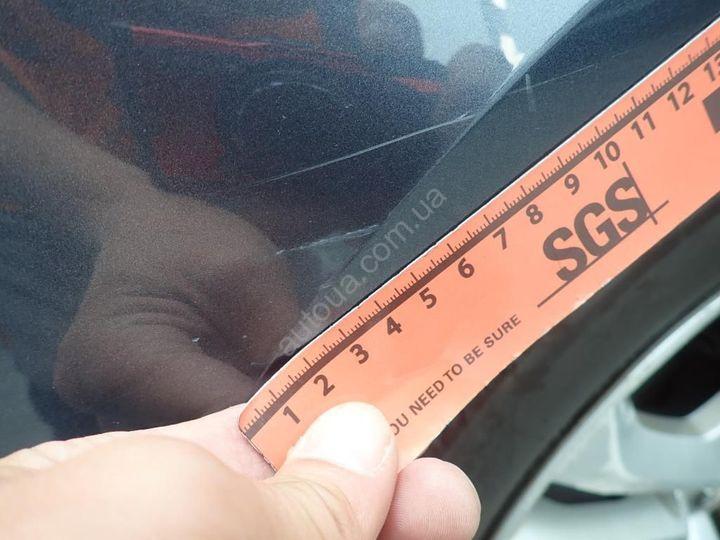 1 2 3 4 5 6 7 8 9 10 11 12 13
SGS
OU NEED TO BE SURE
autoua.com.ua